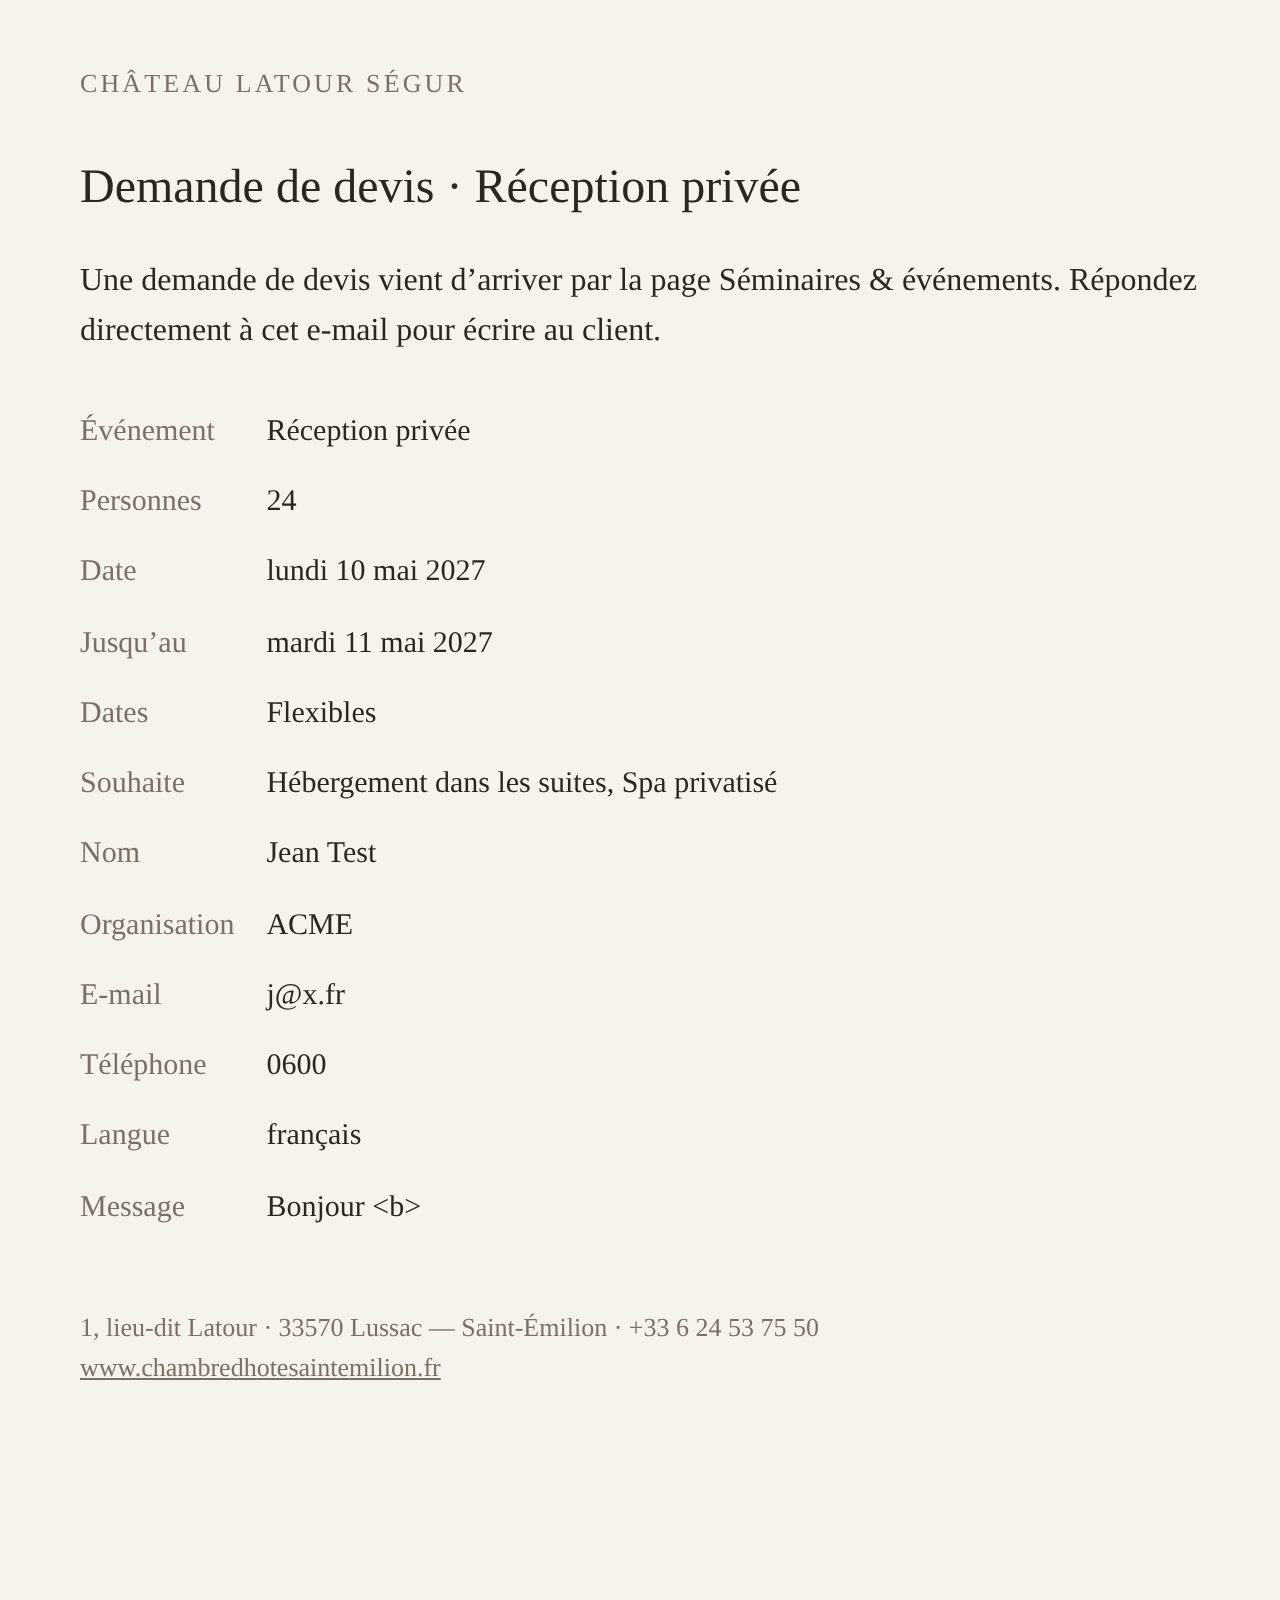 CHÂTEAU LATOUR SÉGUR
Demande de devis · Réception privée
Une demande de devis vient d’arriver par la page Séminaires & événements. Répondez
directement à cet e-mail pour écrire au client.
Événement Réception privée
Personnes 24
Date lundi 10 mai 2027
Jusqu’au mardi 11 mai 2027
Dates Flexibles
Souhaite Hébergement dans les suites, Spa privatisé
Nom Jean Test
Organisation ACME
E-mail j@x.fr
Téléphone 0600
Langue français
Message Bonjour <b>
1, lieu-dit Latour · 33570 Lussac — Saint-Émilion · +33 6 24 53 75 50
www.chambredhotesaintemilion.fr